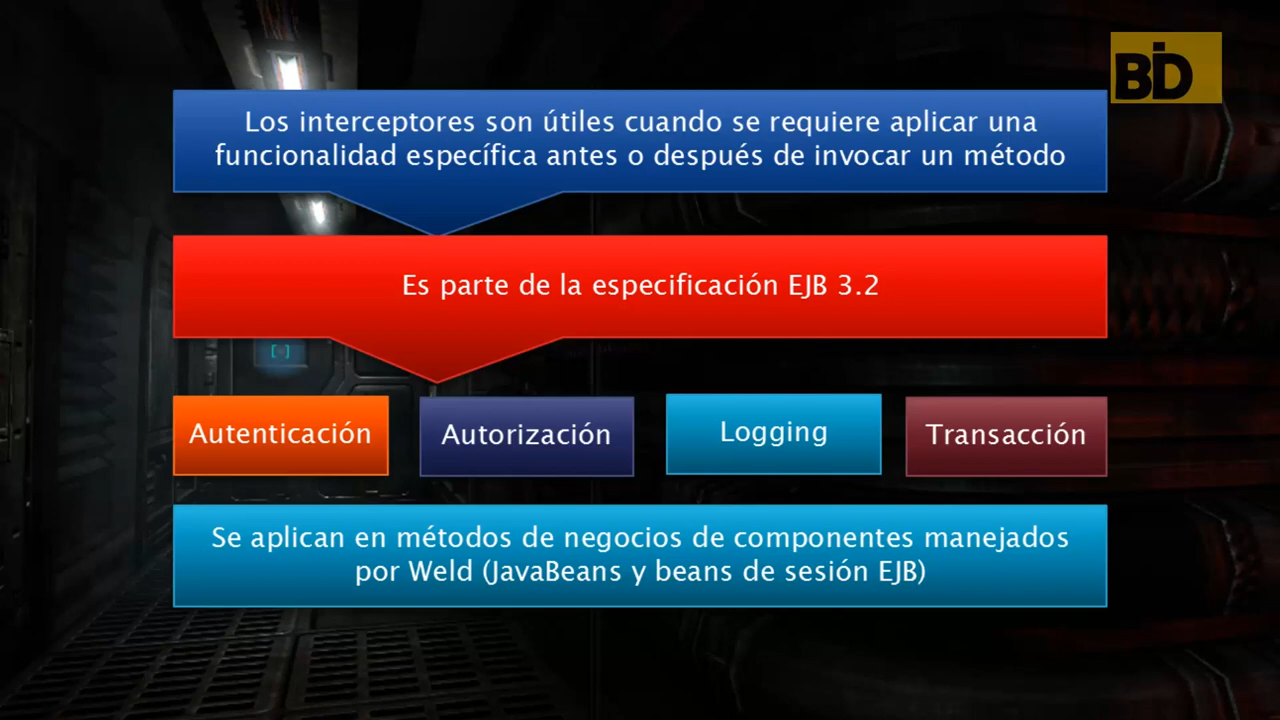 BID
Los interceptores son útiles cuando se requiere aplicar una
funcionalidad específica antes o después de invocar un método
Es parte de la especificación EJB 3.2
[ ]
Autenticación
Autorización
Logging
Transacción
Se aplican en métodos de negocios de componentes manejados
por Weld (JavaBeans y beans de sesión EJB)